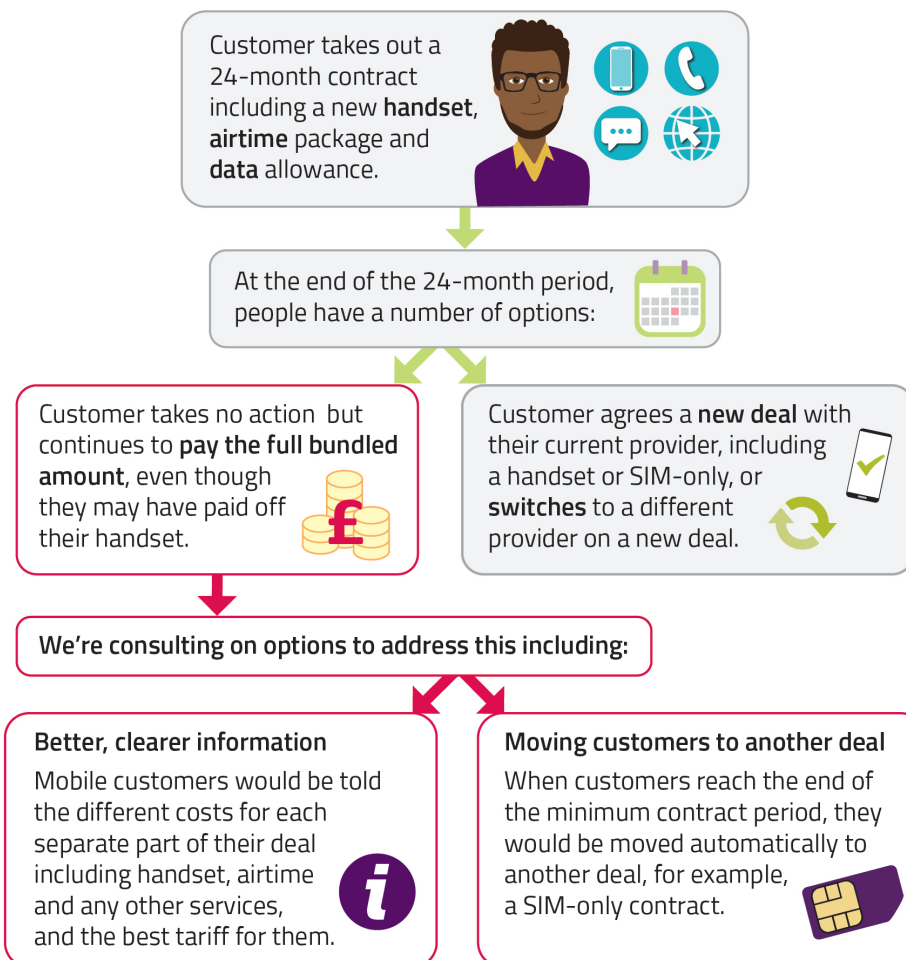 Customer takes out a
24-month contract
including a new handset,
airtime package and
data allowance.
At the end of the 24-month period,
people have a number of options:
Customer takes no action but
continues to pay the full bundled
amount, even though
they may have paid off
their handset.
£
Customer agrees a new deal with
their current provider, including
a handset or SIM-only, or
switches to a different
provider on a new deal.
We’re consulting on options to address this including:
Better, clearer information
Mobile customers would be told
the different costs for each
separate part of their deal
including handset, airtime
and any other services,
and the best tariff for them.
i
Moving customers to another deal
When customers reach the end of
the minimum contract period, they
would be moved automatically to
another deal, for example,
a SIM-only contract.